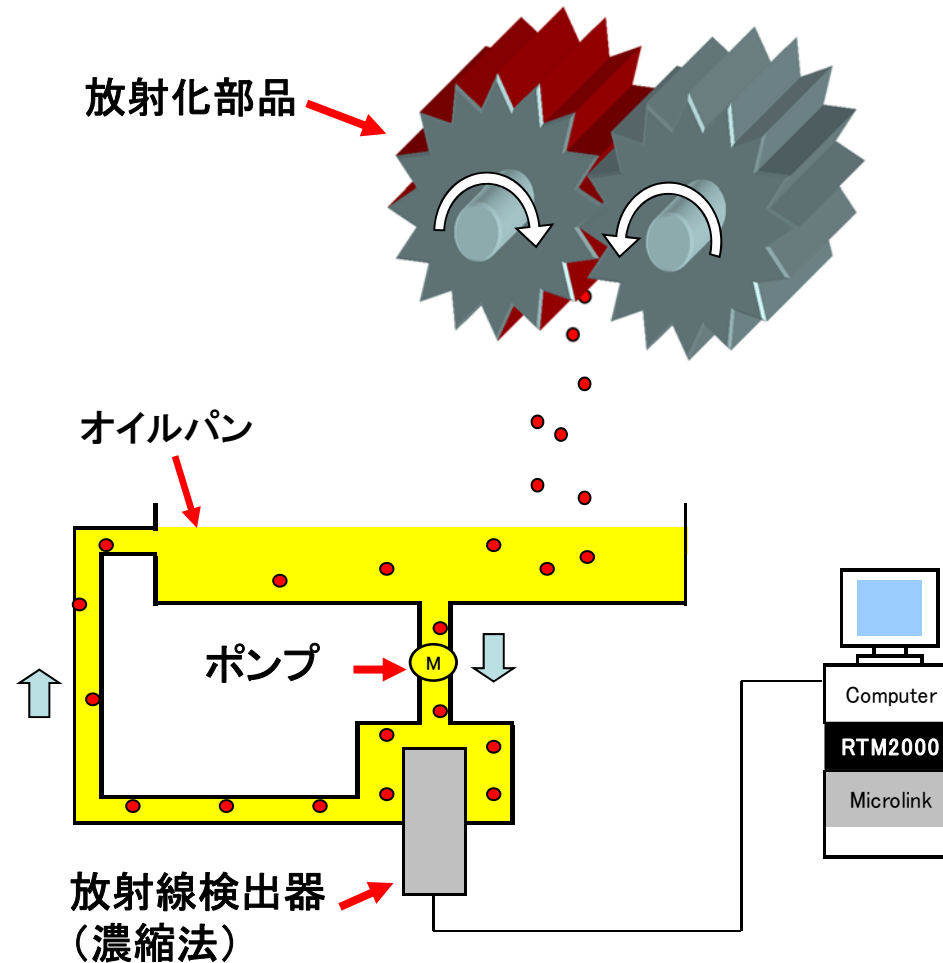 放射化部品
オイルパン
ポンプ
M
Computer
RTM2000
Microlink
放射線検出器
（濃縮法）